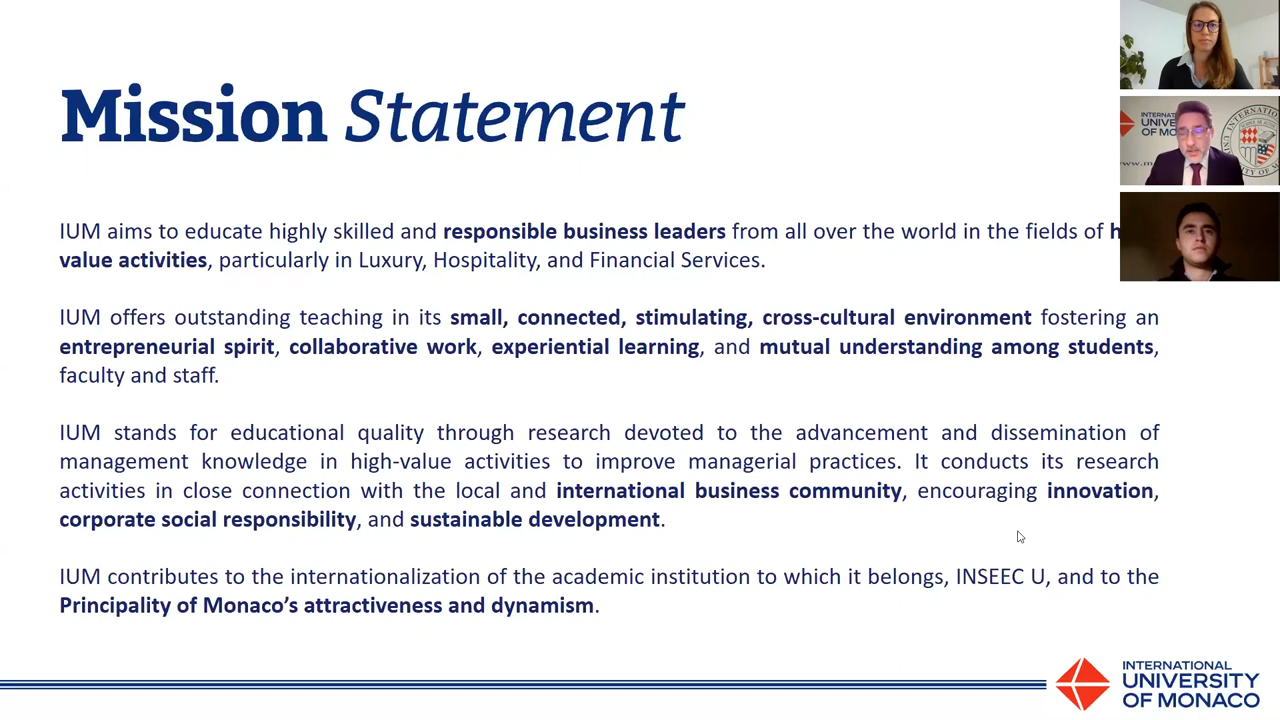 Mission Statement
IUM aims to educate highly skilled and responsible business leaders from all over the world in the fields of
value activities, particularly in Luxury, Hospitality, and Financial Services.
IUM offers outstanding teaching in its small, connected, stimulating, cross-cultural environment fostering an
entrepreneurial spirit, collaborative work, experiential learning, and mutual understanding among students,
faculty and staff.
IUM stands for educational quality through research devoted to the advancement and dissemination of
management knowledge in high-value activities to improve managerial practices. It conducts its research
activities in close connection with the local and international business community, encouraging innovation,
corporate social responsibility, and sustainable development.
IUM contributes to the internationalization of the academic institution to which it belongs, INSEEC U, and to the
Principality of Monaco's attractiveness and dynamism.
INTERNATIONAL
UNIVERSITY
OF MONACO